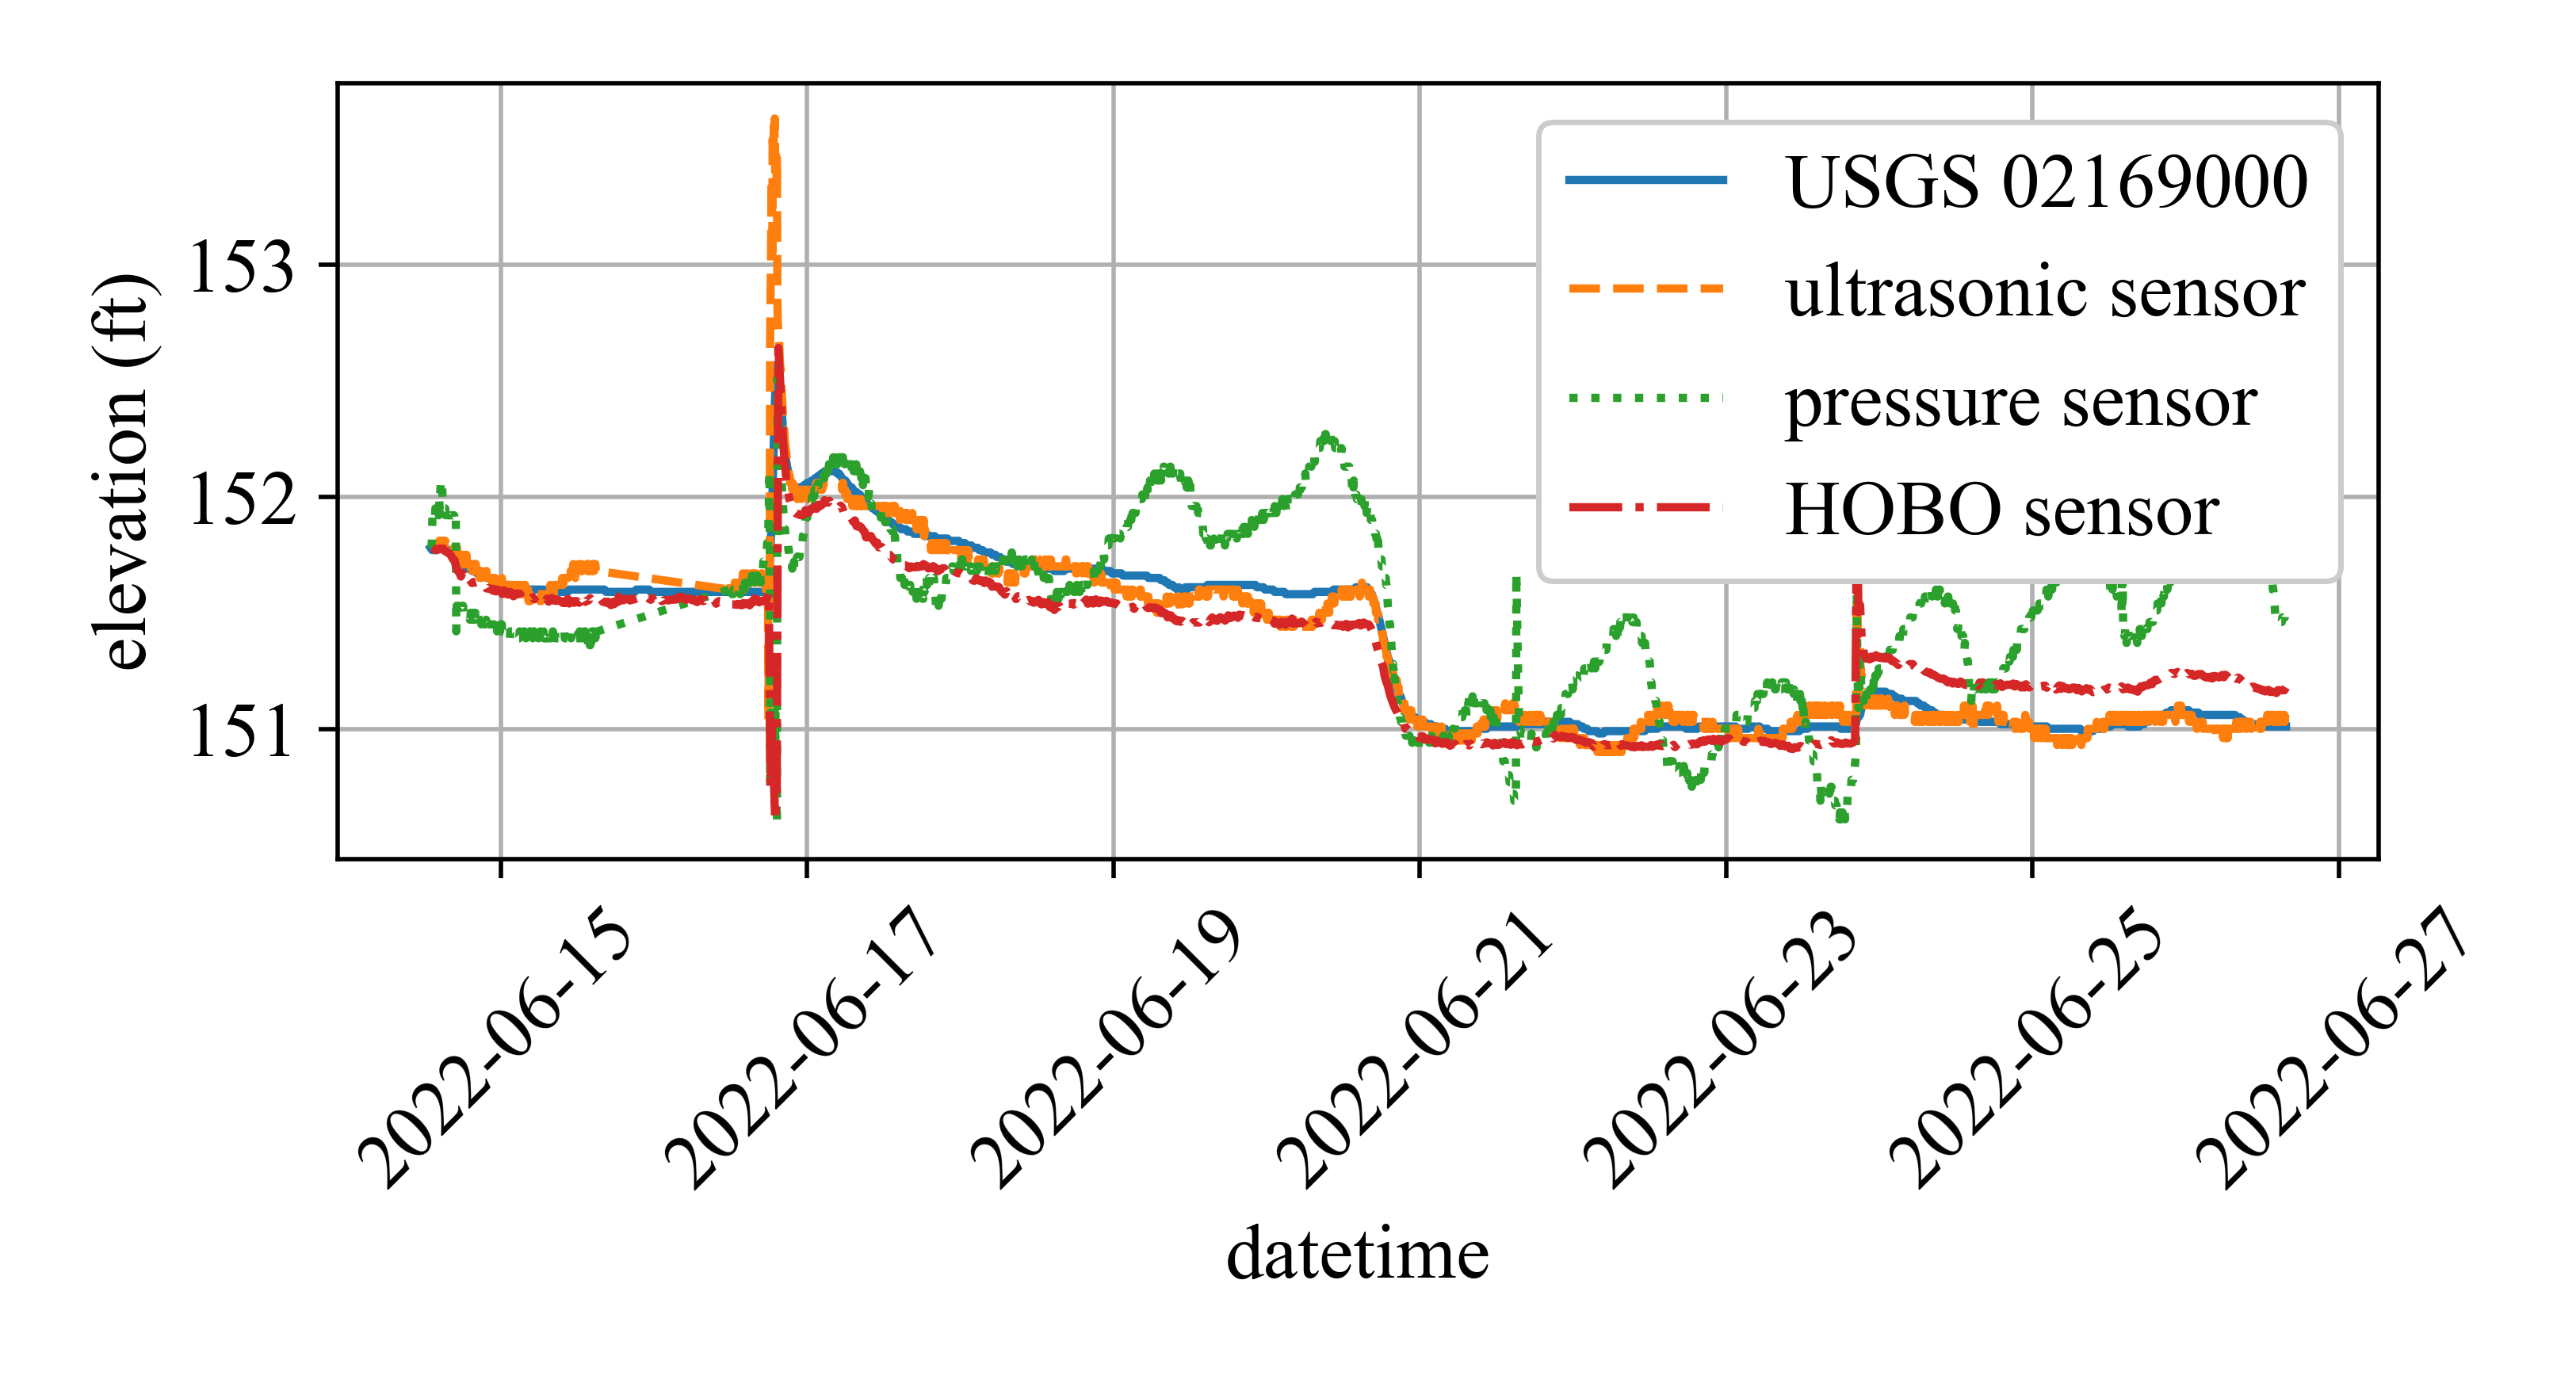 USGS 02169000
ultrasonic sensor
pressure sensor
HOBO sensor
153
152
151
elevation (ft)
2022-06-15
2022-06-17
2022-06-19
2022-06-21
2022-06-23
2022-06-25
2022-06-27
datetime